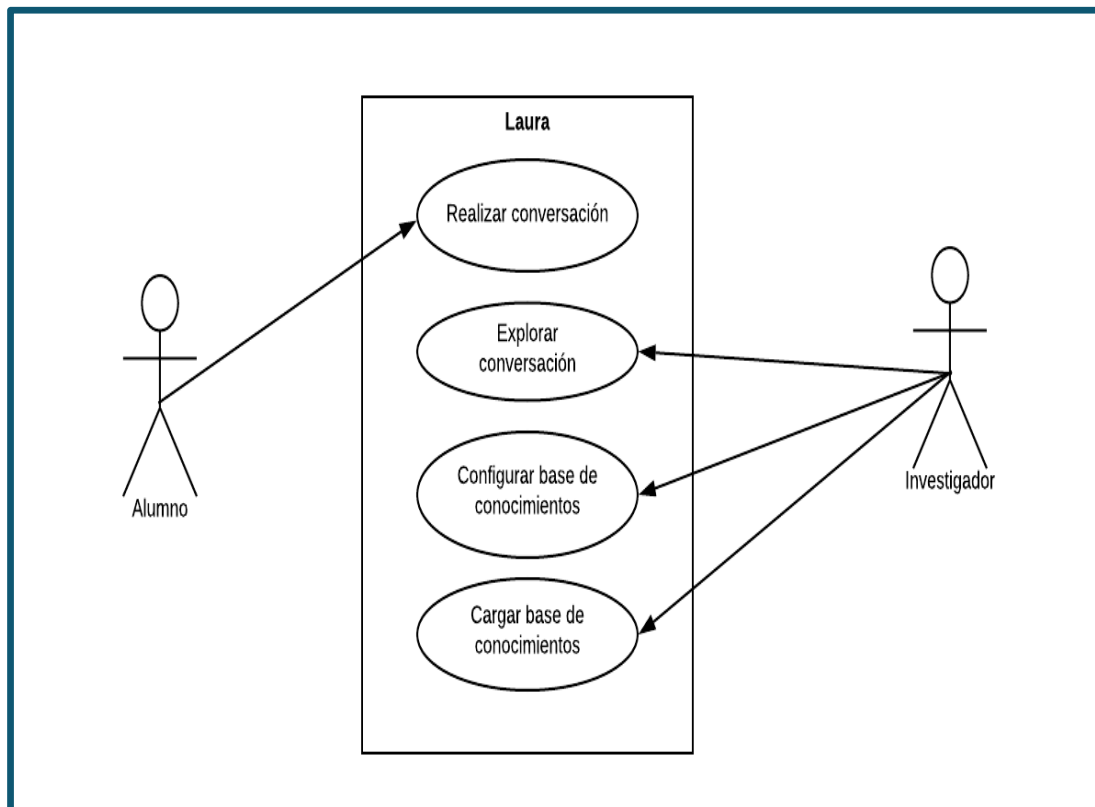 Laura
Realizar conversación
Explorar
conversación
Configurar base de
conocimientos
Cargar base de
conocimientos
Alumno
Investigador